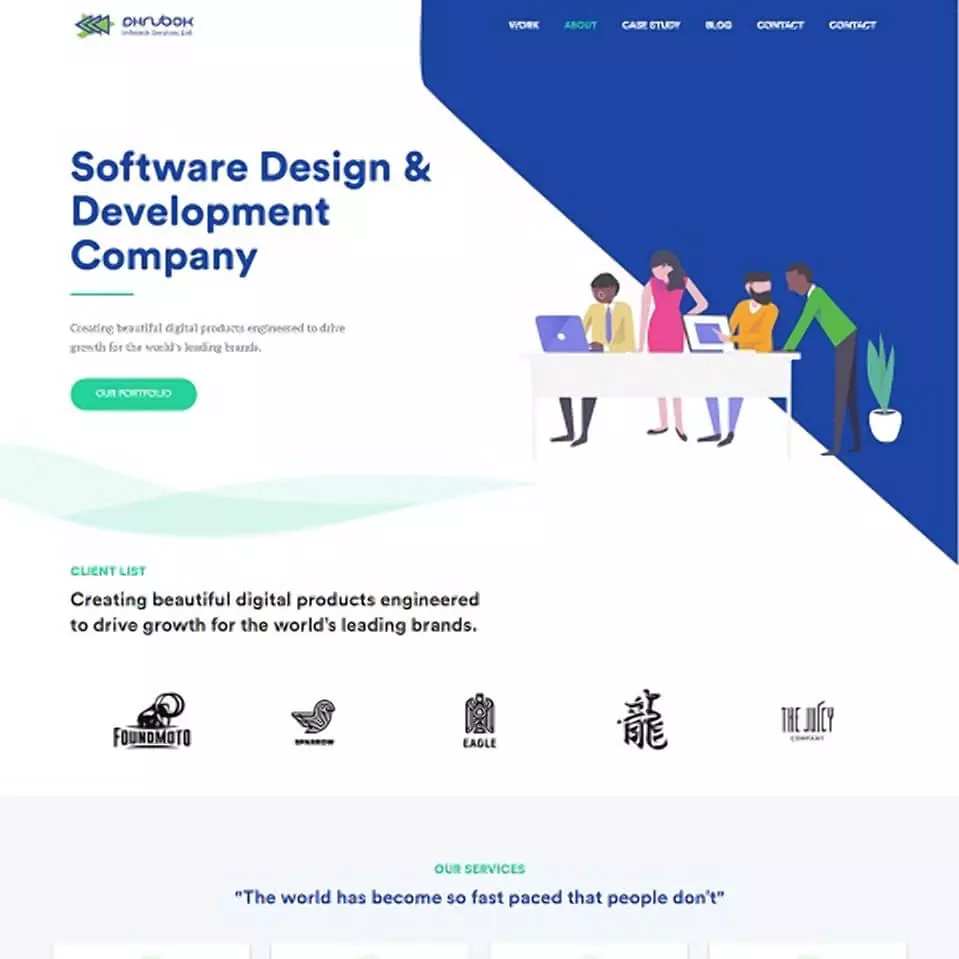 DHRUBOK
Infotech Services Ltd.
WORK ABOUT CASE STUDY BLOG CONTACT CONTACT
Software Design &
Development
Company
Creating beautiful digital products engineered to drive
growth for the world's leading brands.
OUR PORTFOLIO
CLIENT LIST
Creating beautiful digital products engineered
to drive growth for the world's leading brands.
FOUNDMOTO
SPARROW
EAGLE
龍
THE JUICY
COMPANY
OUR SERVICES
"The world has become so fast paced that people don't"